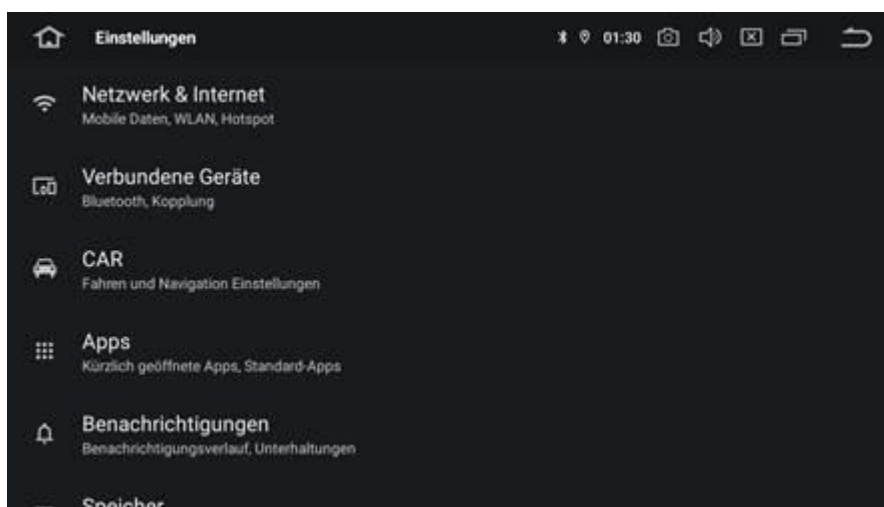 Einstellungen
01:30
Netzwerk & Internet
Mobile Daten, WLAN, Hotspot
Verbundene Geräte
Bluetooth, Kopplung
CAR
Fahren und Navigation Einstellungen
Apps
Kürzlich geöffnete Apps, Standard-Apps
Benachrichtigungen
Benachrichtigungsverlauf, Unterhaltungen
Speicher